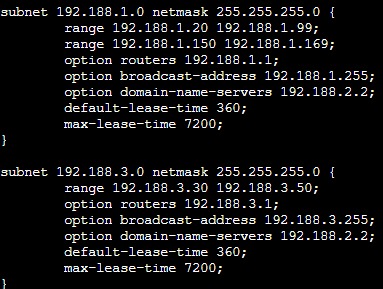 subnet 192.188.1.0 netmask 255.255.255.0 {
        range 192.188.1.20 192.188.1.99;
        range 192.188.1.150 192.188.1.169;
        option routers 192.188.1.1;
        option broadcast-address 192.188.1.255;
        option domain-name-servers 192.188.2.2;
        default-lease-time 360;
        max-lease-time 7200;
}
subnet 192.188.3.0 netmask 255.255.255.0 {
        range 192.188.3.30 192.188.3.50;
        option routers 192.188.3.1;
        option broadcast-address 192.188.3.255;
        option domain-name-servers 192.188.2.2;
        default-lease-time 360;
        max-lease-time 7200;
}